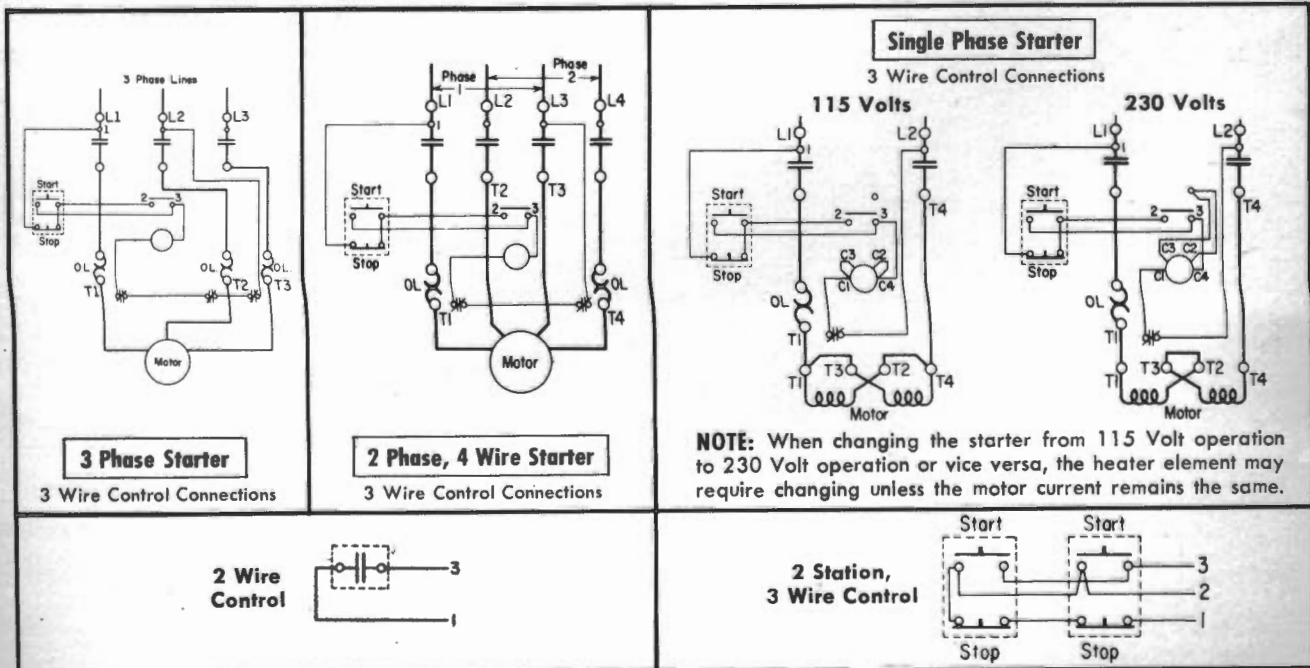 3 Phase Lines
L1
L2
L3
1
Start
2
3
Stop
OL
OL
OL
T1
T2
T3
Motor
3 Phase Starter
3 Wire Control Connections
Phase
1
Phase
2
L1
L2
L3
L4
1
T2
T3
Start
2
3
Stop
OL
OL
T1
T4
Motor
2 Phase, 4 Wire Starter
3 Wire Control Connections
Single Phase Starter
3 Wire Control Connections
115 Volts
L1
L2
1
Start
T4
2
3
Stop
C3
C2
C1
C4
OL
T1
T1
T3
T2
T4
Motor
230 Volts
L1
L2
1
Start
T4
2
3
Stop
C3
C2
C1
C4
OL
T1
T1
T3
T2
T4
Motor
NOTE: When changing the starter from 115 Volt operation
to 230 Volt operation or vice versa, the heater element may
require changing unless the motor current remains the same.
2 Wire
Control
3
1
2 Station,
3 Wire Control
Start
Start
3
2
1
Stop
Stop